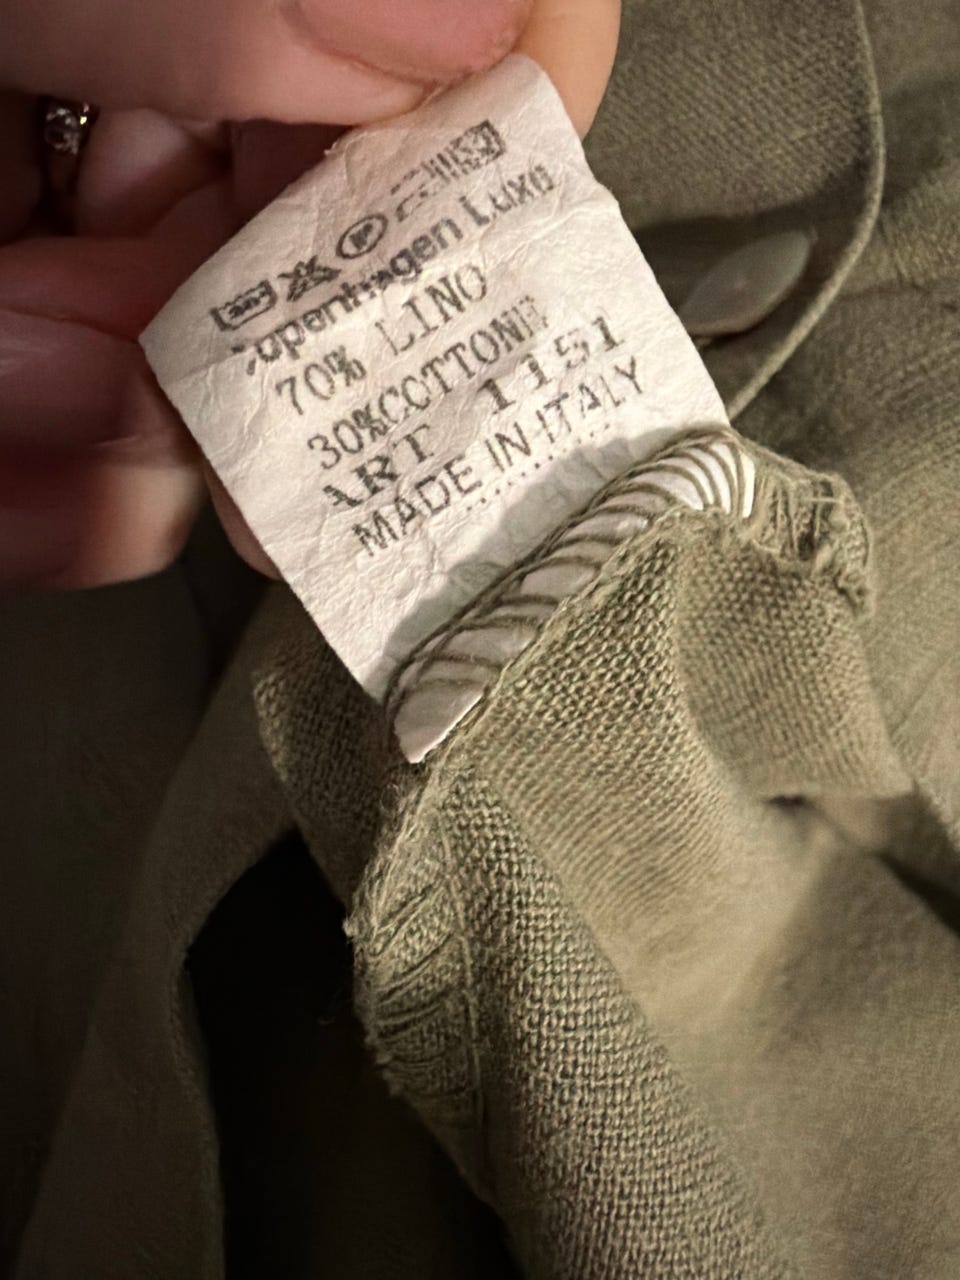 Copenhagen Luxe
70% LINO
30%COTTONE
ART 1151
MADE IN ITALY